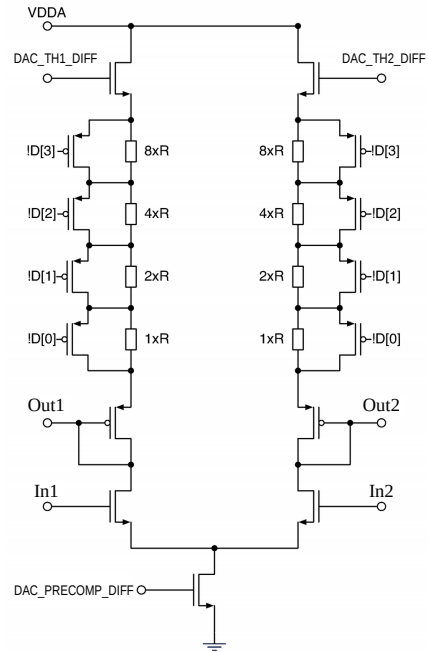 VDDA
DAC_TH1_DIFF DAC_TH2_DIFF
!D[3] 8xR 8xR !D[3]
!D[2] 4xR 4xR !D[2]
!D[1] 2xR 2xR !D[1]
!D[0] 1xR 1xR !D[0]
Out1 Out2
In1 In2
DAC_PRECOMP_DIFF